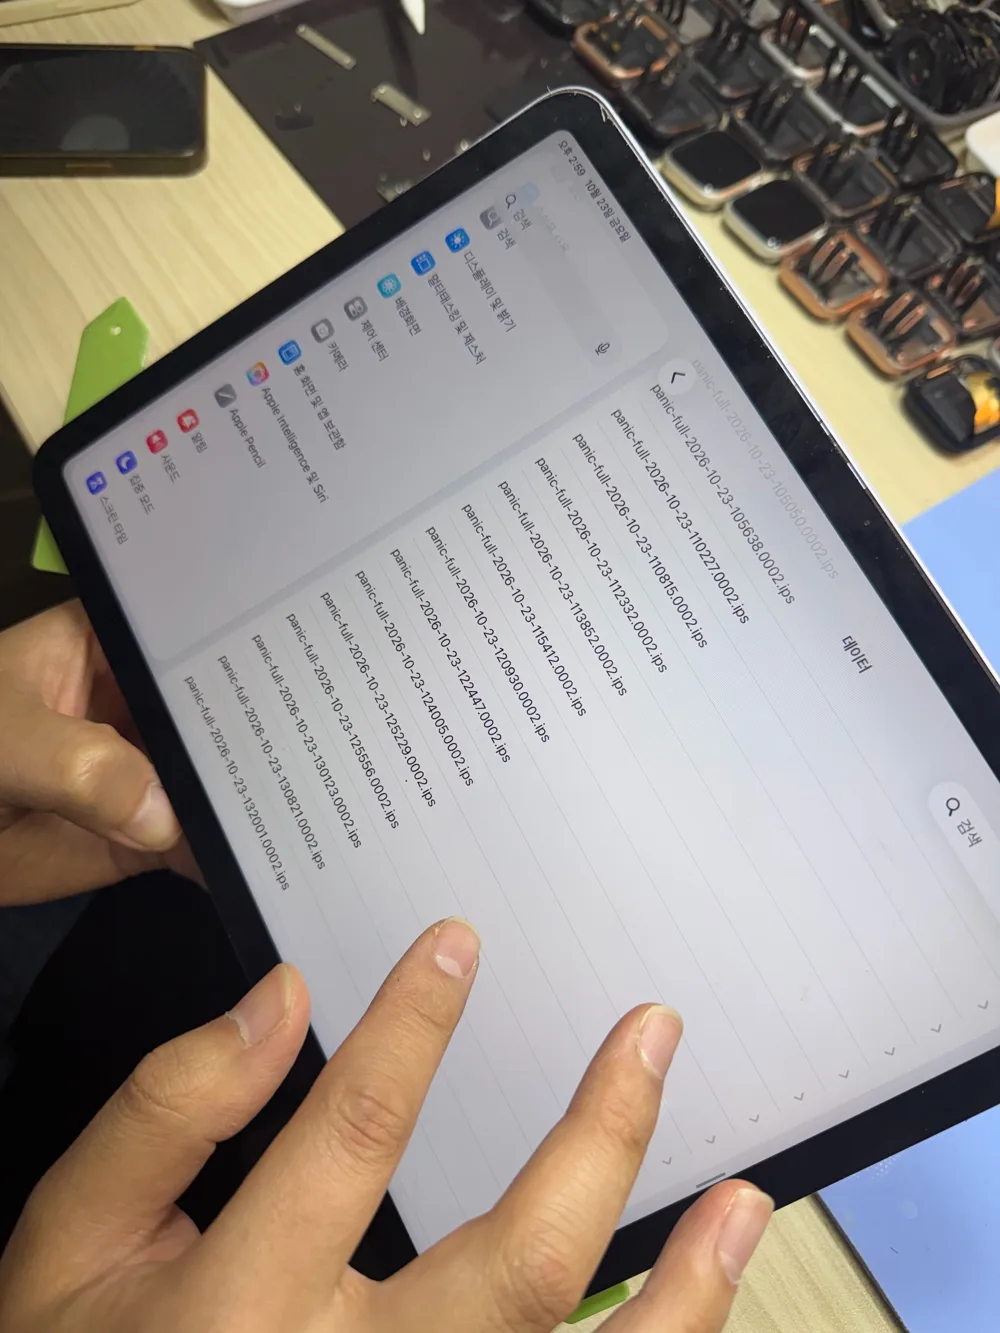 오후 2:59 10월 23일 금요일
검색
검색
디스플레이 및 밝기
멀티태스킹 및 제스처
배경화면
제어 센터
카메라
홈 화면 및 앱 보관함
Apple Intelligence 및 Siri
Apple Pencil
알림
사운드
집중 모드
스크린 타임
데이터
검색
panic-full-2026-10-23-105050.0002.ips
panic-full-2026-10-23-105638.0002.ips
panic-full-2026-10-23-110227.0002.ips
panic-full-2026-10-23-110815.0002.ips
panic-full-2026-10-23-112332.0002.ips
panic-full-2026-10-23-113852.0002.ips
panic-full-2026-10-23-115412.0002.ips
panic-full-2026-10-23-120930.0002.ips
panic-full-2026-10-23-122447.0002.ips
panic-full-2026-10-23-124005.0002.ips
panic-full-2026-10-23-125229.0002.ips
panic-full-2026-10-23-125556.0002.ips
panic-full-2026-10-23-130123.0002.ips
panic-full-2026-10-23-130821.0002.ips
panic-full-2026-10-23-132001.0002.ips